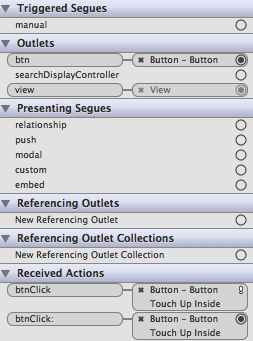 Triggered Segues
manual
Outlets
btn × Button – Button
searchDisplayController
view × View
Presenting Segues
relationship
push
modal
custom
embed
Referencing Outlets
New Referencing Outlet
Referencing Outlet Collections
New Referencing Outlet Collection
Received Actions
btnClick × Button – Button
Touch Up Inside
btnClick: × Button – Button
Touch Up Inside